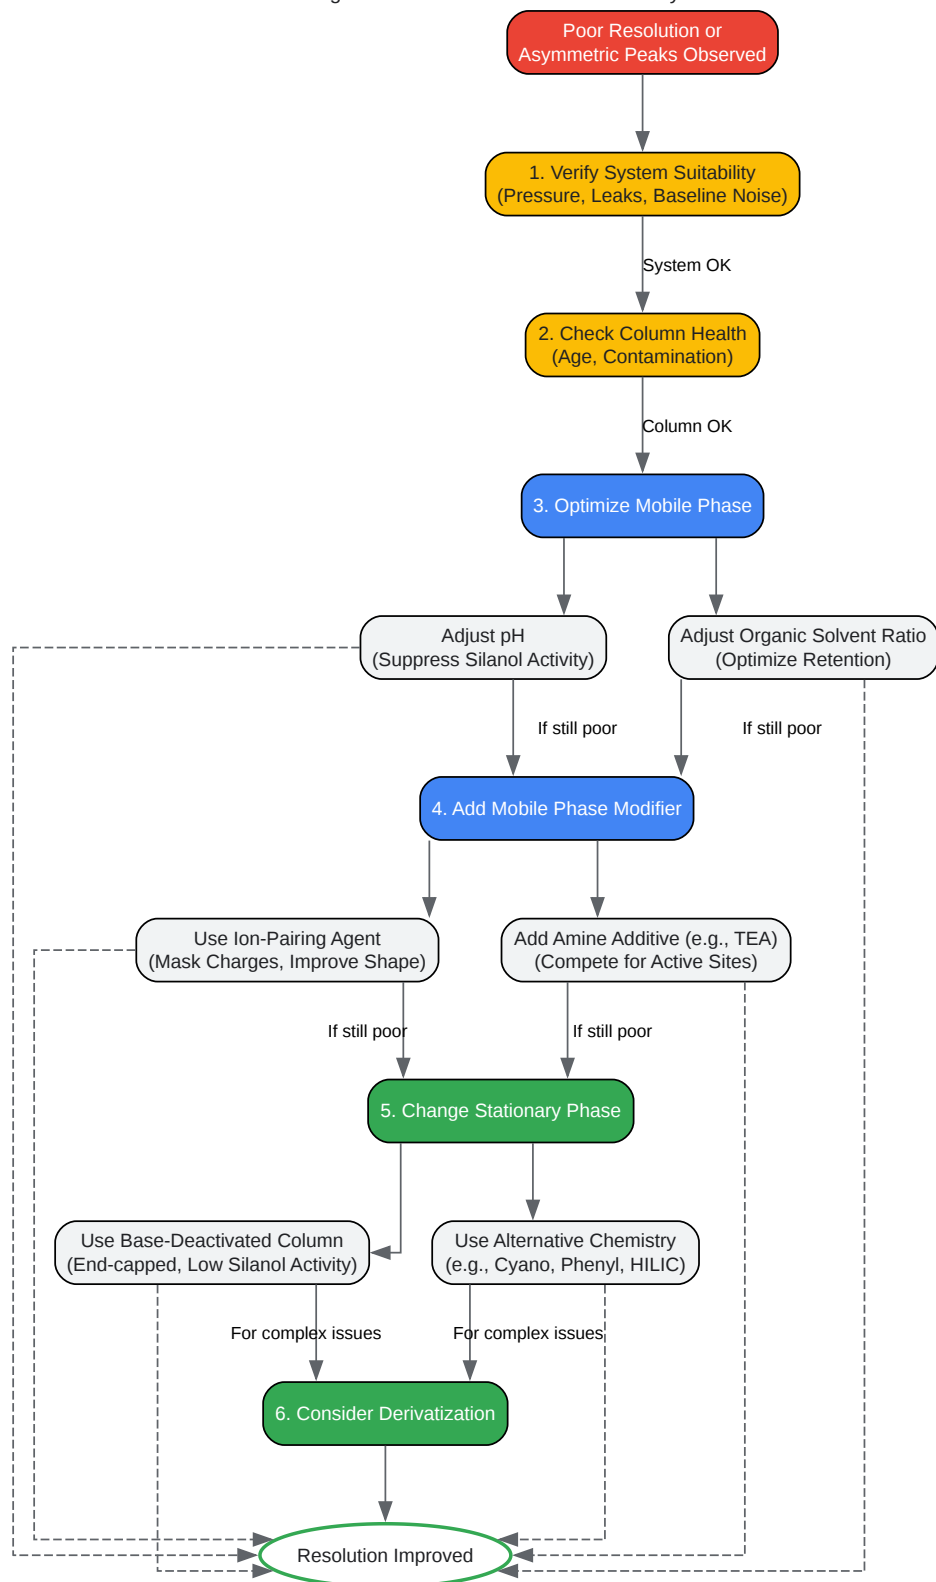 Poor Resolution or
Asymmetric Peaks Observed
1. Verify System Suitability
(Pressure, Leaks, Baseline Noise)
System OK
2. Check Column Health
(Age, Contamination)
Column OK
3. Optimize Mobile Phase
Adjust pH
(Suppress Silanol Activity)
Adjust Organic Solvent Ratio
(Optimize Retention)
If still poor
If still poor
4. Add Mobile Phase Modifier
Use Ion-Pairing Agent
(Mask Charges, Improve Shape)
Add Amine Additive (e.g., TEA)
(Compete for Active Sites)
If still poor
If still poor
5. Change Stationary Phase
Use Base-Deactivated Column
(End-capped, Low Silanol Activity)
Use Alternative Chemistry
(e.g., Cyano, Phenyl, HILIC)
For complex issues
For complex issues
6. Consider Derivatization
Resolution Improved